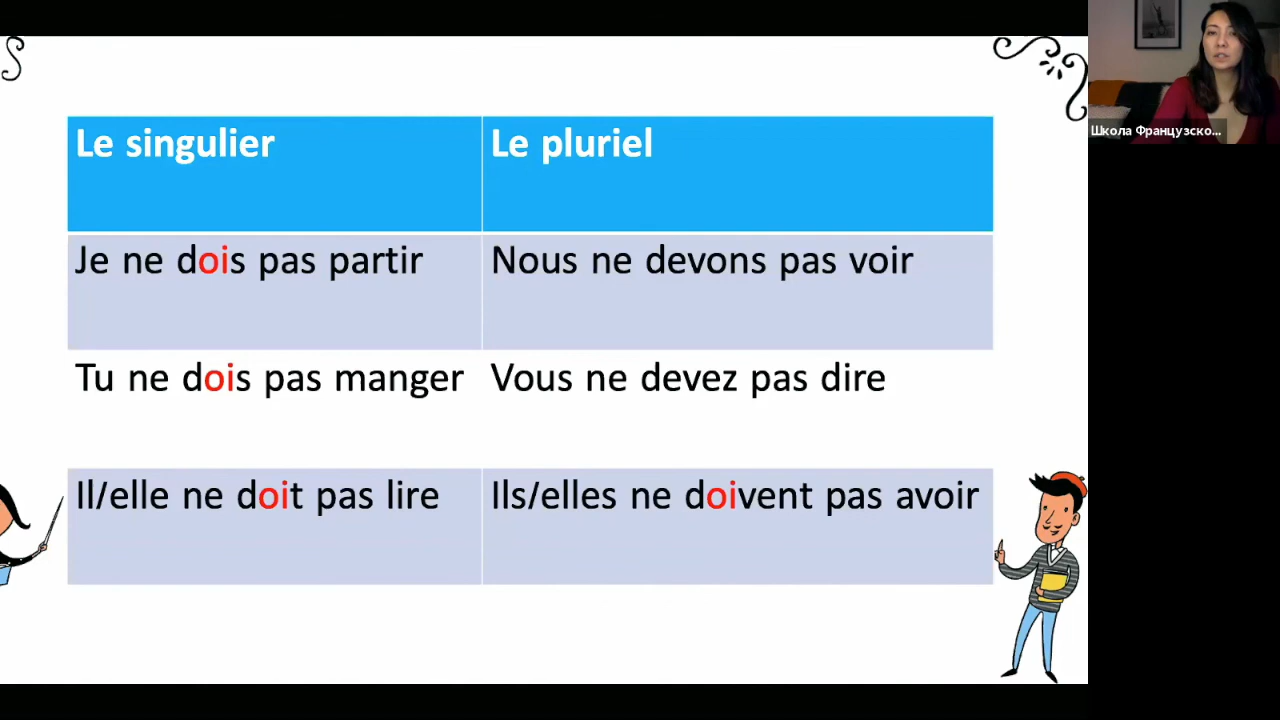 Le singulier
Le pluriel
Je ne dois pas partir
Nous ne devons pas voir
Tu ne dois pas manger
Vous ne devez pas dire
Il/elle ne doit pas lire
Ils/elles ne doivent pas avoir
Школа Французско...